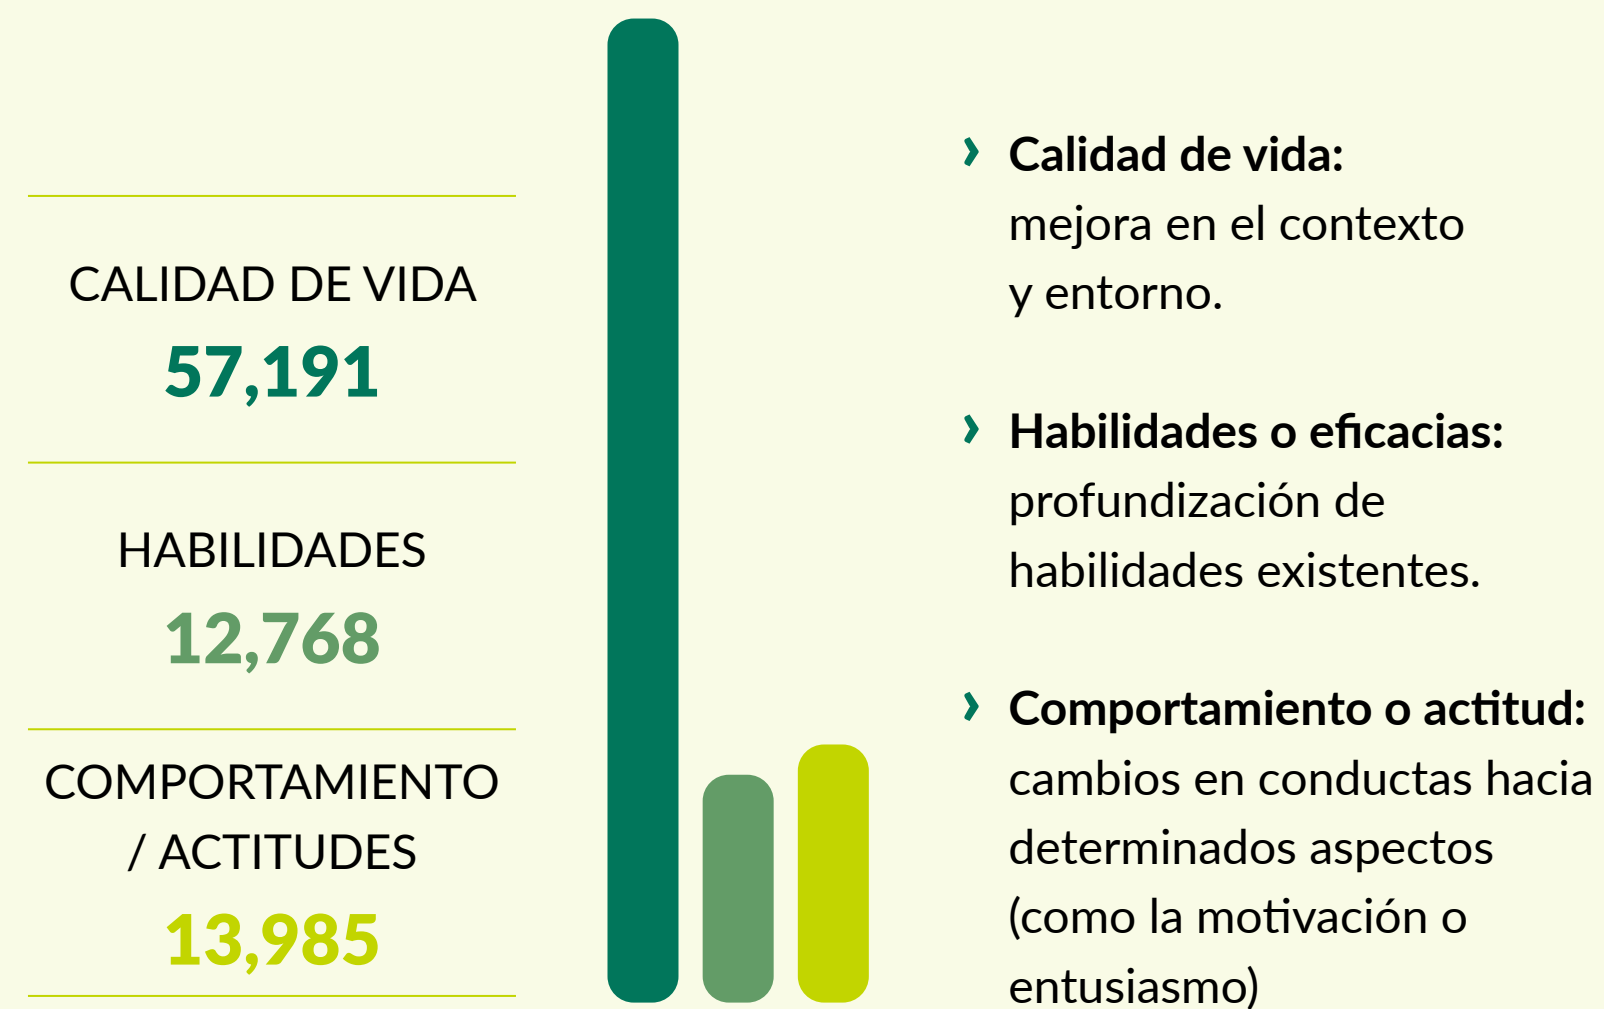 CALIDAD DE VIDA
57,191
HABILIDADES
12,768
COMPORTAMIENTO
/ ACTITUDES
13,985
› Calidad de vida:
mejora en el contexto
y entorno.
› Habilidades o eficacias:
profundización de
habilidades existentes.
› Comportamiento o actitud:
cambios en conductas hacia
determinados aspectos
(como la motivación o
entusiasmo)